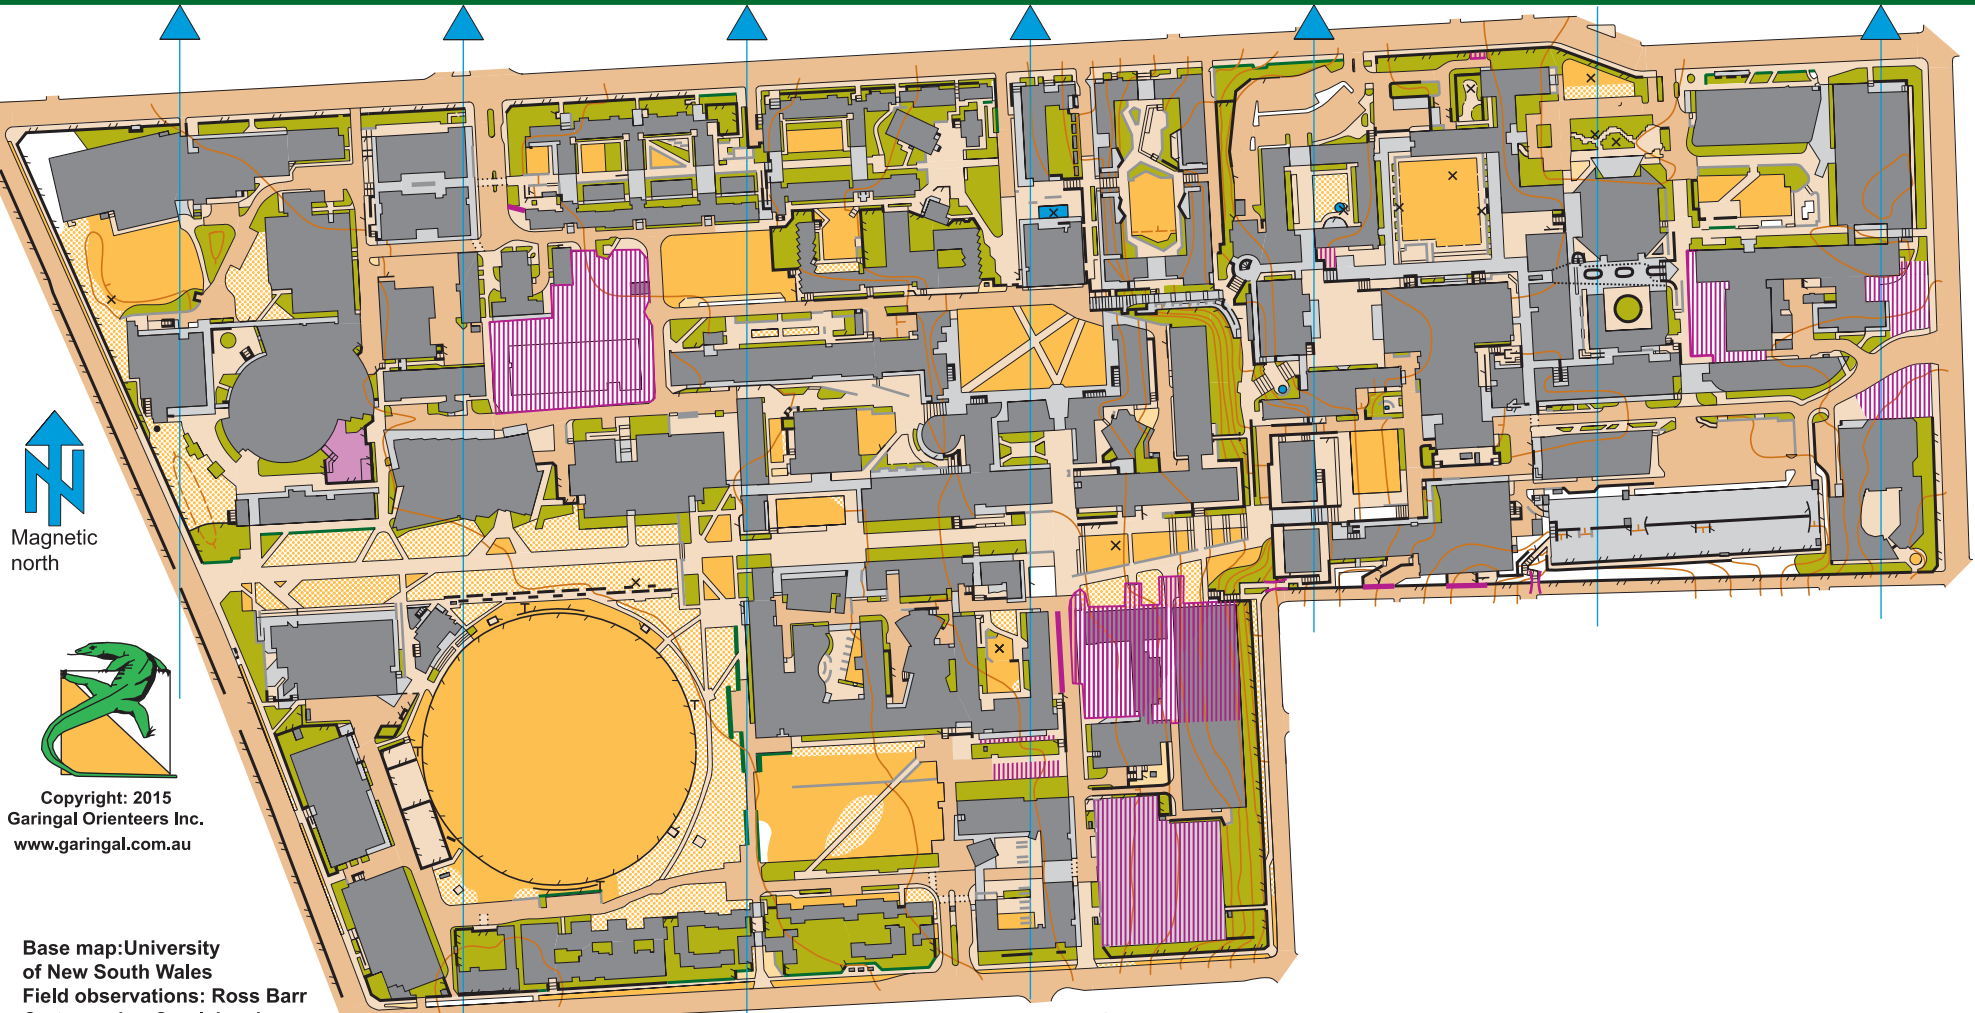 Magnetic
north
Copyright: 2015
Garingal Orienteers Inc.
www.garingal.com.au
Base map:University
of New South Wales
Field observations: Ross Barr